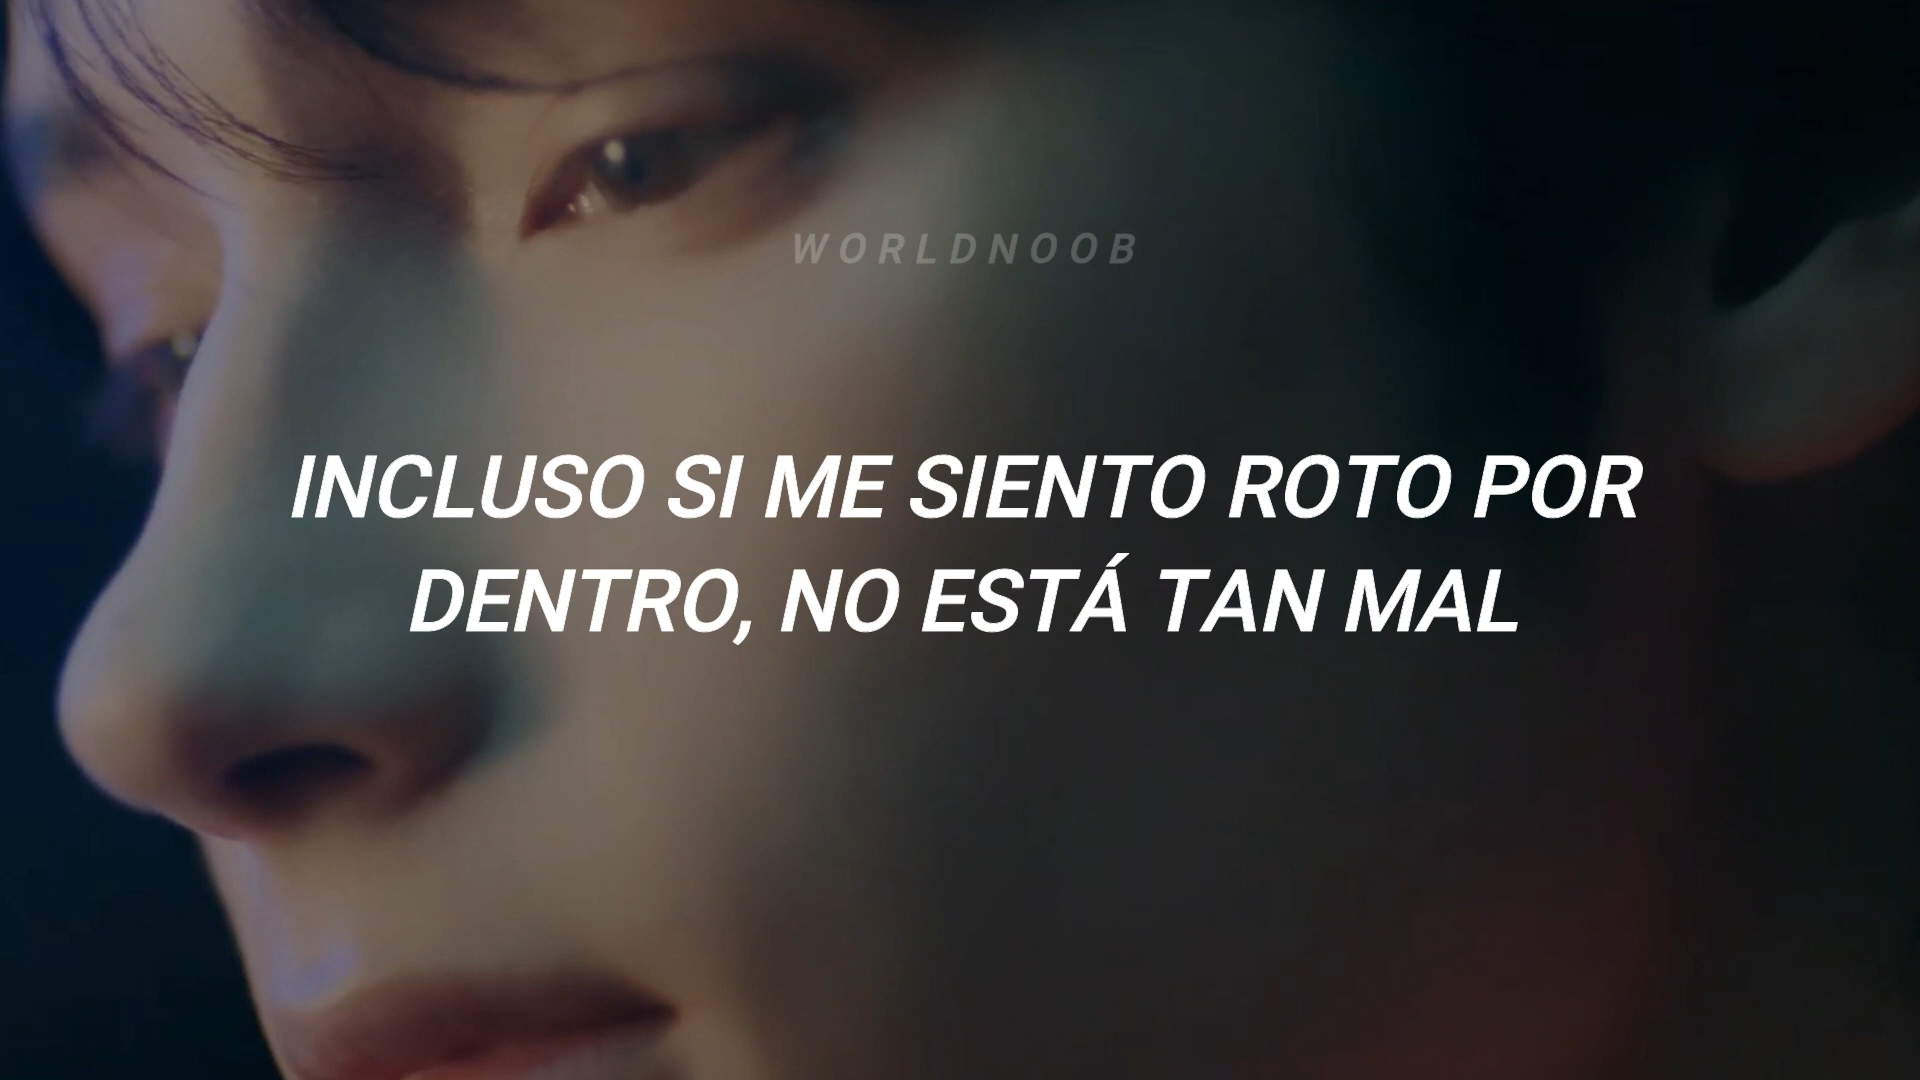 WORLDNOOB
INCLUSO SI ME SIENTO ROTO POR
DENTRO, NO ESTÁ TAN MAL